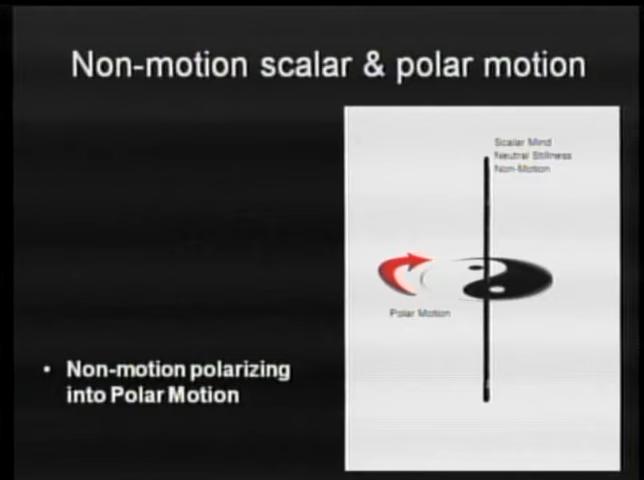 Non-motion scalar & polar motion
Scalar Mind
Neutral Stillness
Non-Motion
Polar Motion
• Non-motion polarizing
into Polar Motion